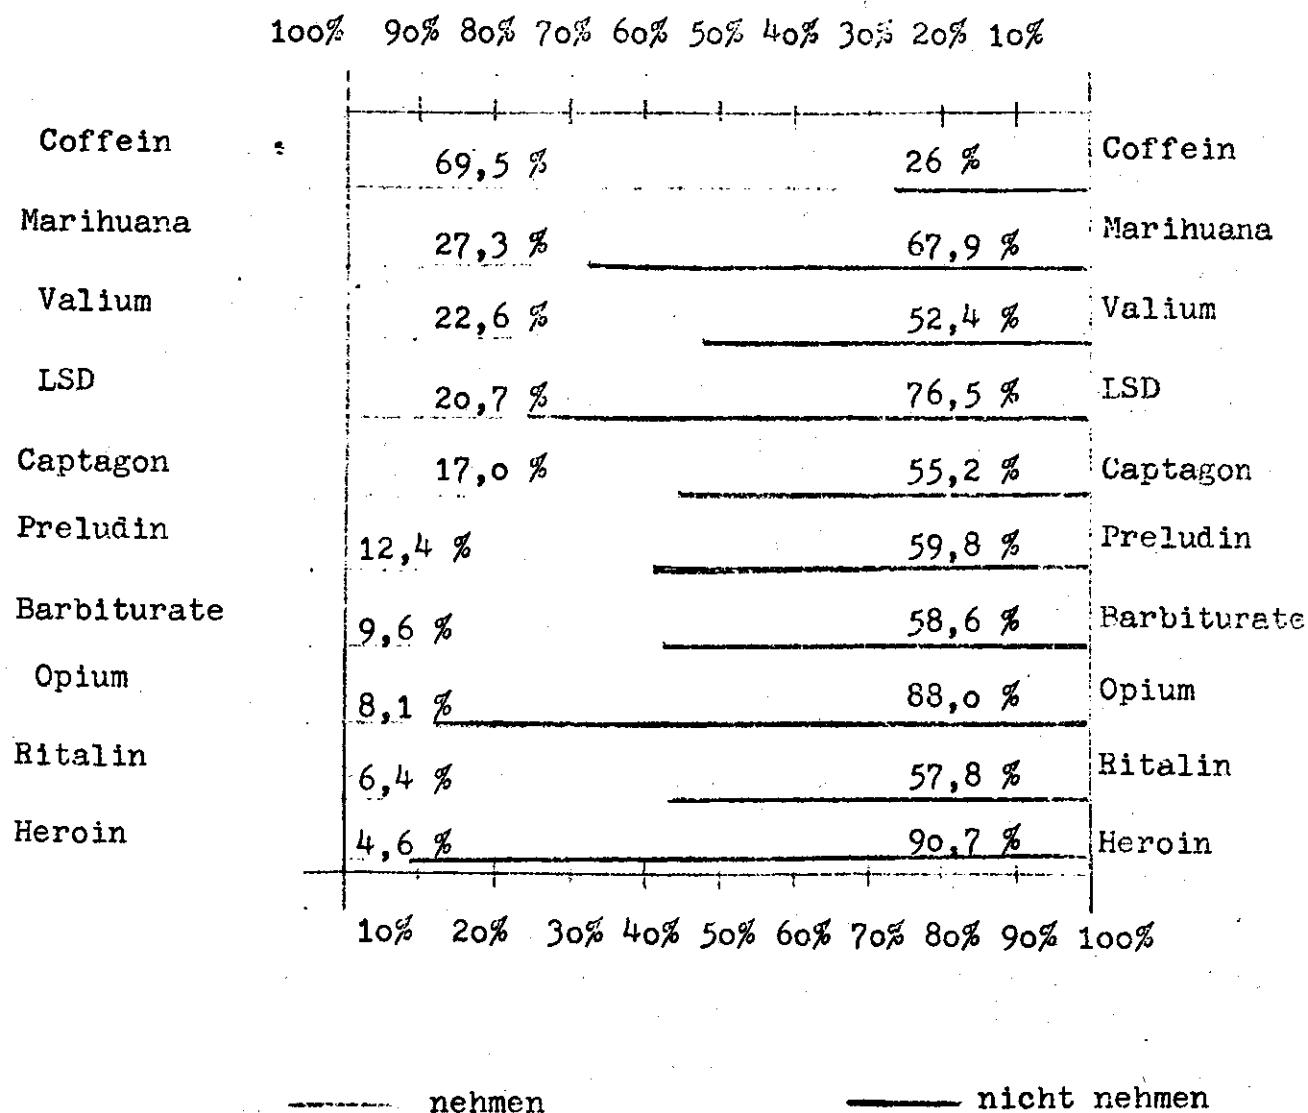 100% 90% 80% 70% 60% 50% 40% 30% 20% 10%
Coffein 69,5 % 26 % Coffein
Marihuana 27,3 % 67,9 % Marihuana
Valium 22,6 % 52,4 % Valium
LSD 20,7 % 76,5 % LSD
Captagon 17,0 % 55,2 % Captagon
Preludin 12,4 % 59,8 % Preludin
Barbiturate 9,6 % 58,6 % Barbiturate
Opium 8,1 % 88,0 % Opium
Ritalin 6,4 % 57,8 % Ritalin
Heroin 4,6 % 90,7 % Heroin
10% 20% 30% 40% 50% 60% 70% 80% 90% 100%
nehmen nicht nehmen